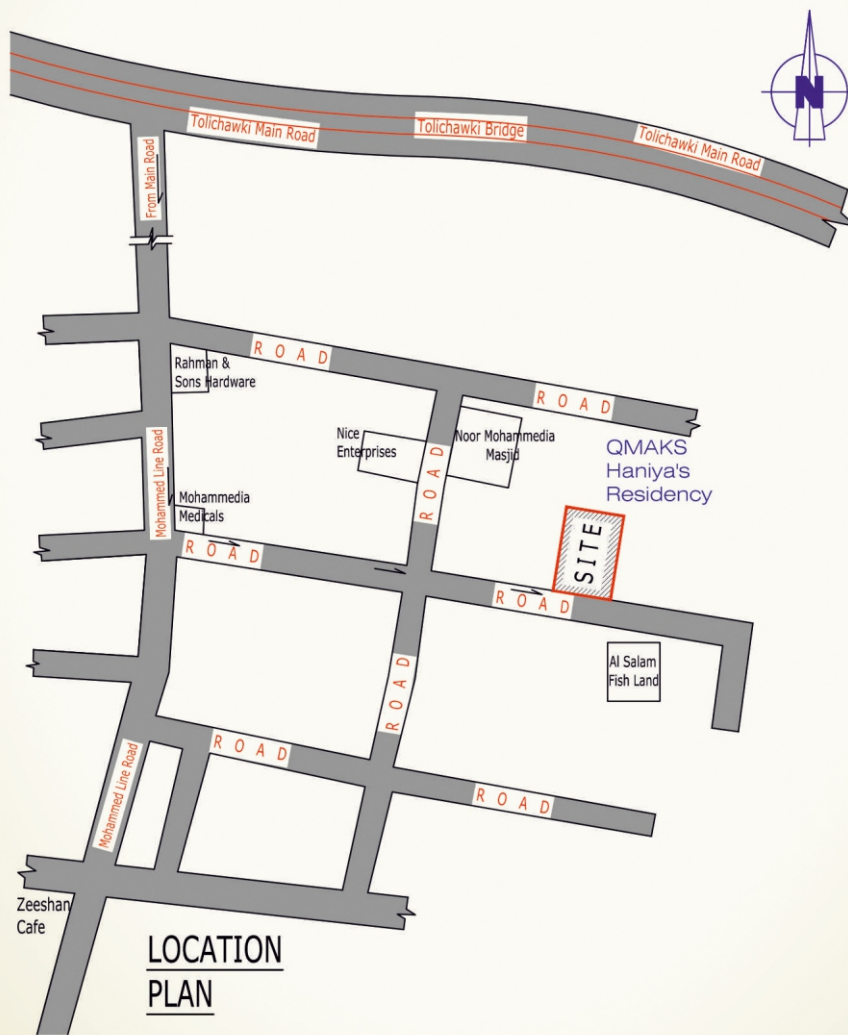 N
Tolichawki Main Road
Tolichawki Bridge
Tolichawki Main Road
From Main Road
ROAD
Rahman &
Sons Hardware
ROAD
Mohammed Line Road
Nice
Enterprises
ROAD
Noor Mohammedia
Masjid
QMAKS
Haniya's
Residency
Mohammedia
Medicals
ROAD
SITE
ROAD
Al Salam
Fish Land
ROAD
Mohammed Line Road
ROAD
ROAD
Zeeshan
Cafe
LOCATION
PLAN